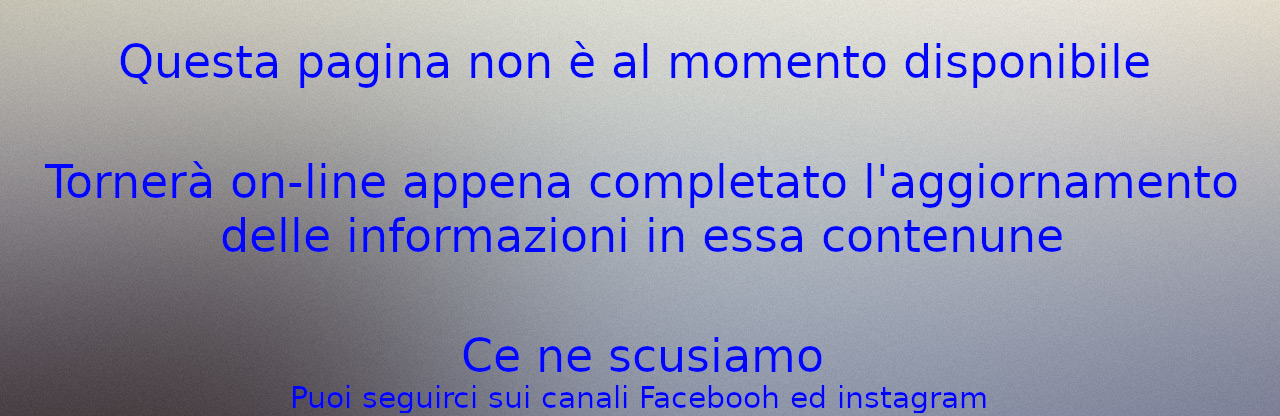 Questa pagina non è al momento disponibile
Tornerà on-line appena completato l'aggiornamento
delle informazioni in essa contenune
Ce ne scusiamo
Puoi seguirci sui canali Facebooh ed instagram